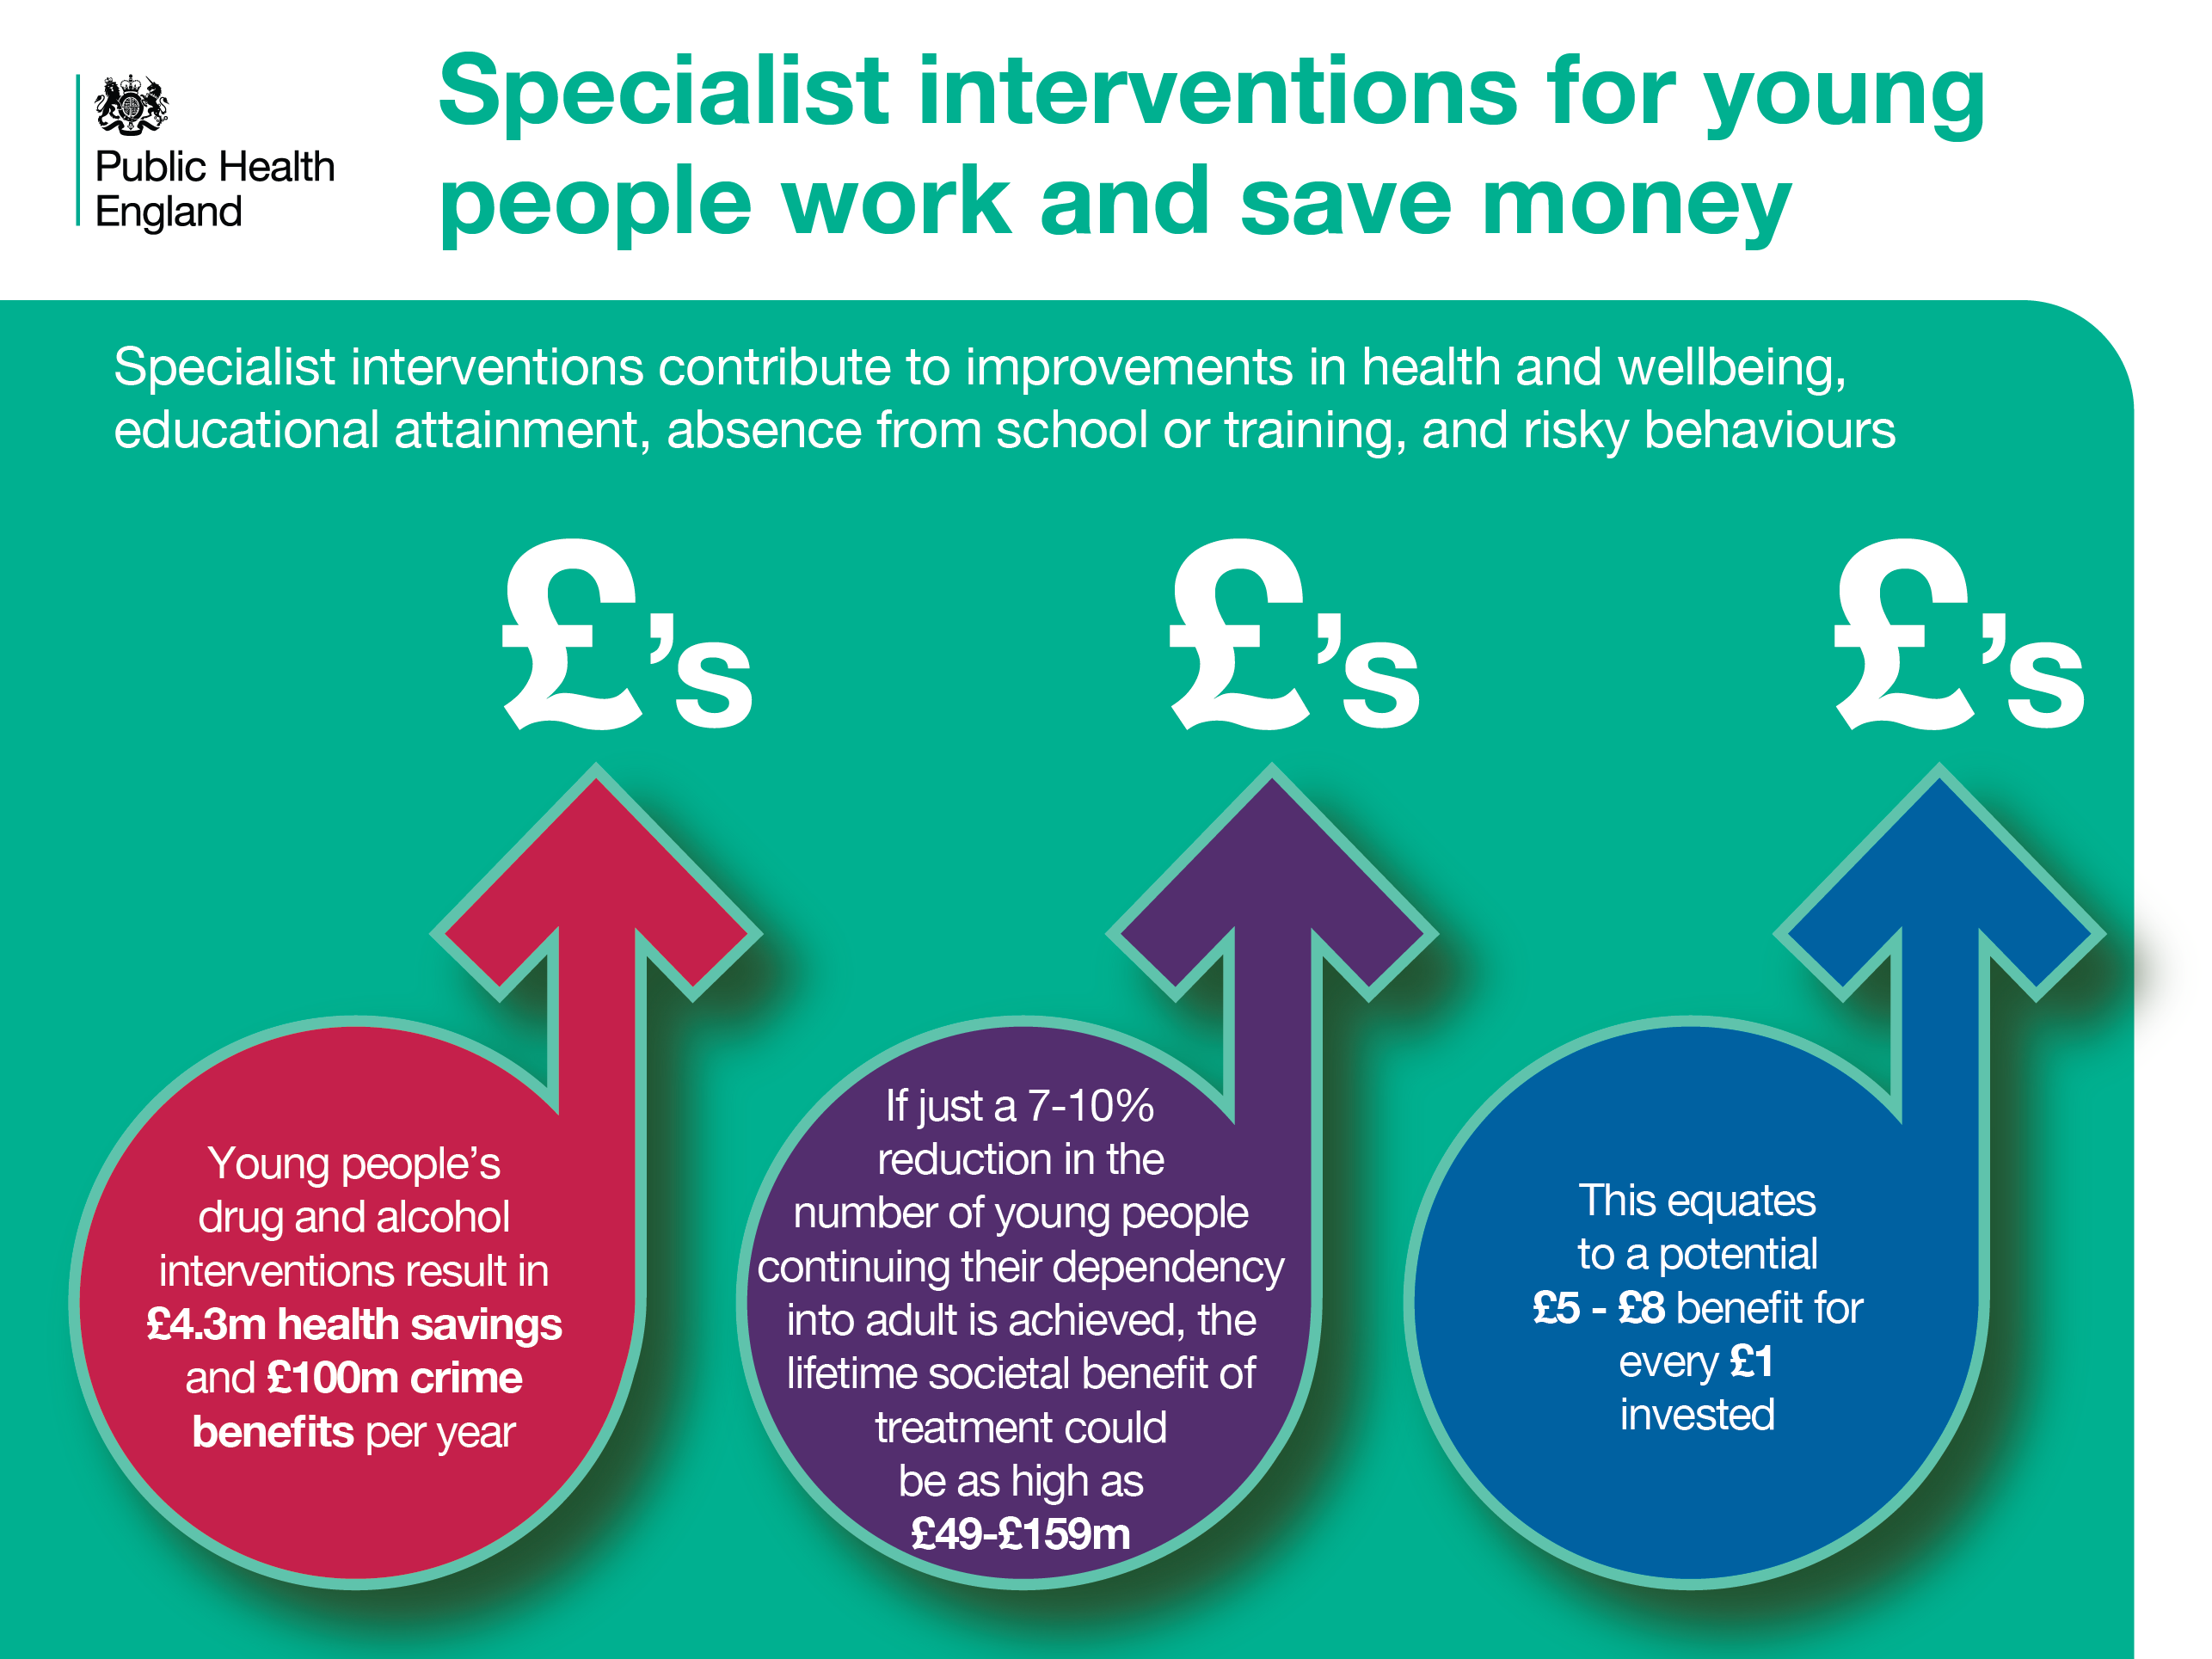 Public Health
England
Specialist interventions for young
people work and save money
Specialist interventions contribute to improvements in health and wellbeing,
educational attainment, absence from school or training, and risky behaviours
£’s
£’s
£’s
Young people’s
drug and alcohol
interventions result in
£4.3m health savings
and £100m crime
benefits per year
If just a 7-10%
reduction in the
number of young people
continuing their dependency
into adult is achieved, the
lifetime societal benefit of
treatment could
be as high as
£49-£159m
This equates
to a potential
£5 - £8 benefit for
every £1
invested